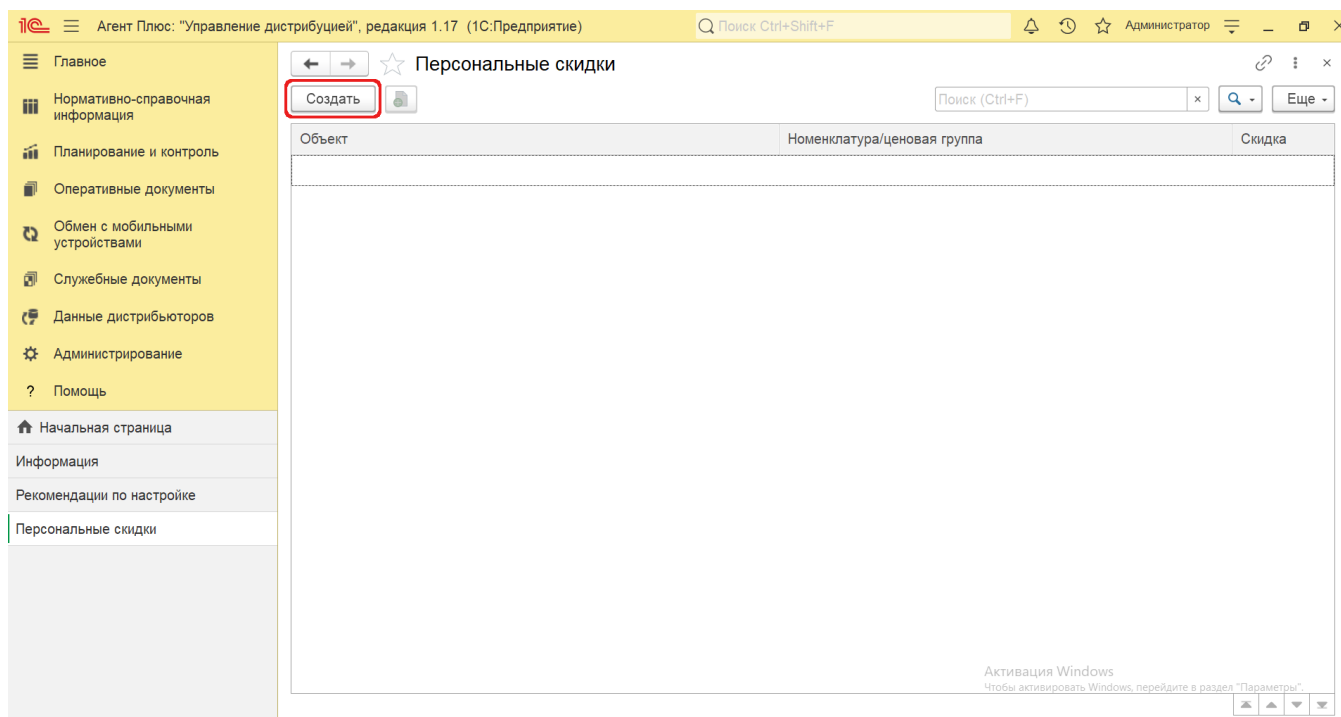 1С Агент Плюс: "Управление дистрибуцией", редакция 1.17 (1С:Предприятие) Поиск Ctrl+Shift+F Администратор
Главное
Нормативно-справочная
информация
Планирование и контроль
Оперативные документы
Обмен с мобильными
устройствами
Служебные документы
Данные дистрибьюторов
Администрирование
? Помощь
Начальная страница
Информация
Рекомендации по настройке
Персональные скидки
Персональные скидки
Создать Поиск (Ctrl+F) × Еще
Объект Номенклатура/ценовая группа Скидка
Активация Windows
Чтобы активировать Windows, перейдите в раздел "Параметры".